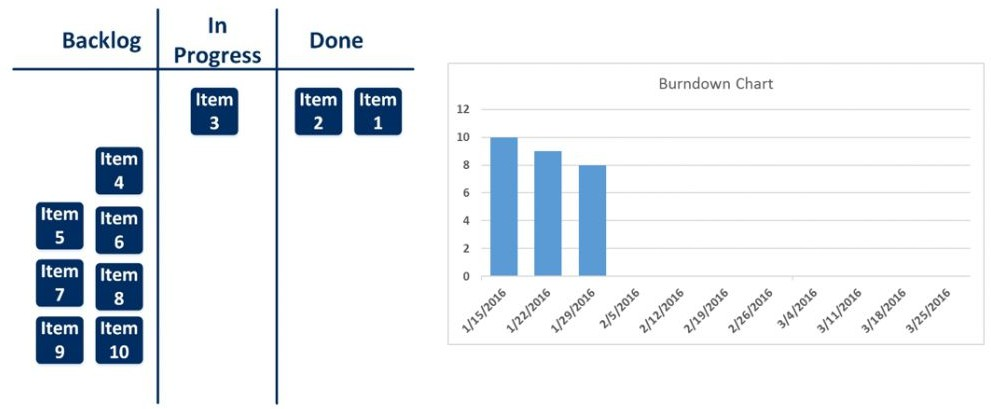 Backlog
In
Progress
Done
Item
3
Item
2
Item
1
Item
4
Item
5
Item
6
Item
7
Item
8
Item
9
Item
10
Burndown Chart
12
10
8
6
4
2
0
1/15/2016
1/22/2016
1/29/2016
2/5/2016
2/12/2016
2/19/2016
2/26/2016
3/4/2016
3/11/2016
3/18/2016
3/25/2016